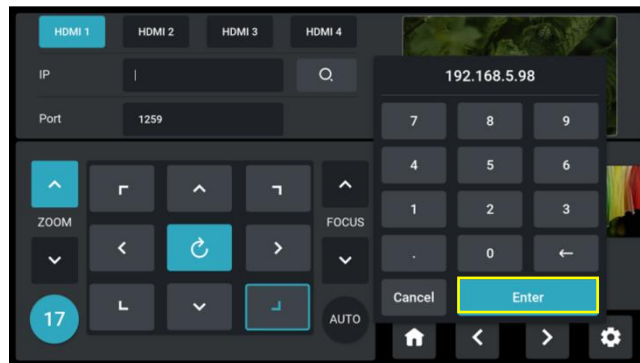 HDMI 1 HDMI 2 HDMI 3 HDMI 4
IP
192.168.5.98
Port 1259
7 8 9
4 5 6
1 2 3
. 0 ←
Cancel Enter
ZOOM
FOCUS
17
AUTO